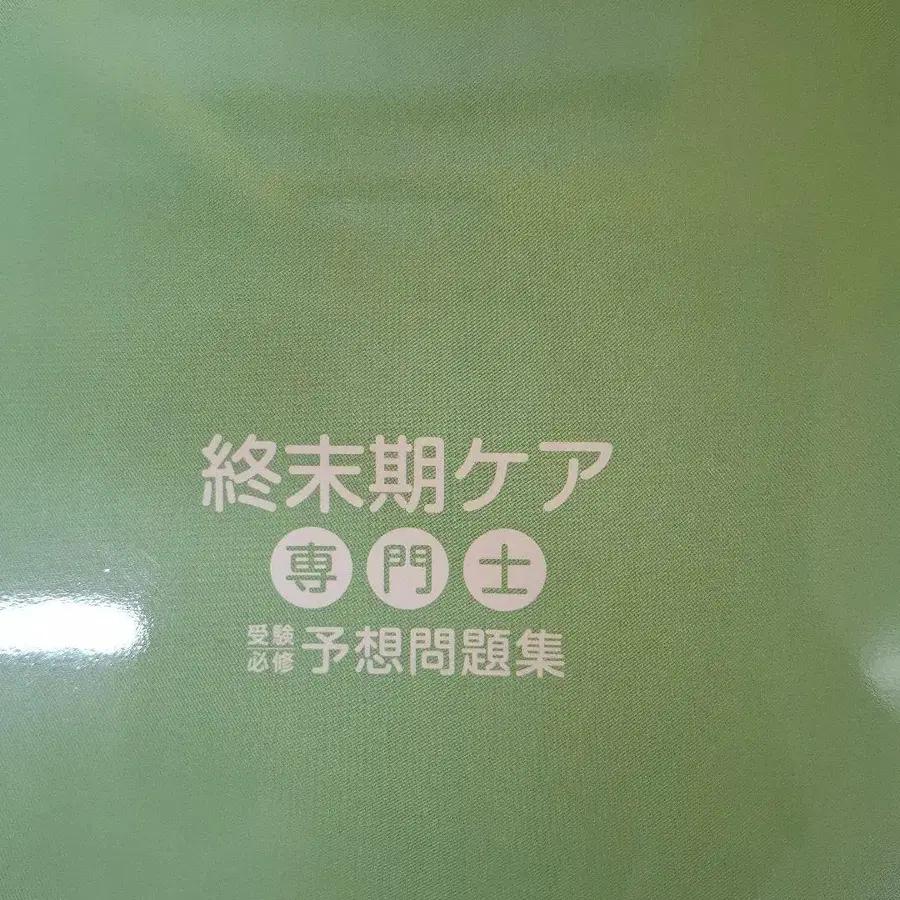 終末期ケア
専門士
受験必修 予想問題集